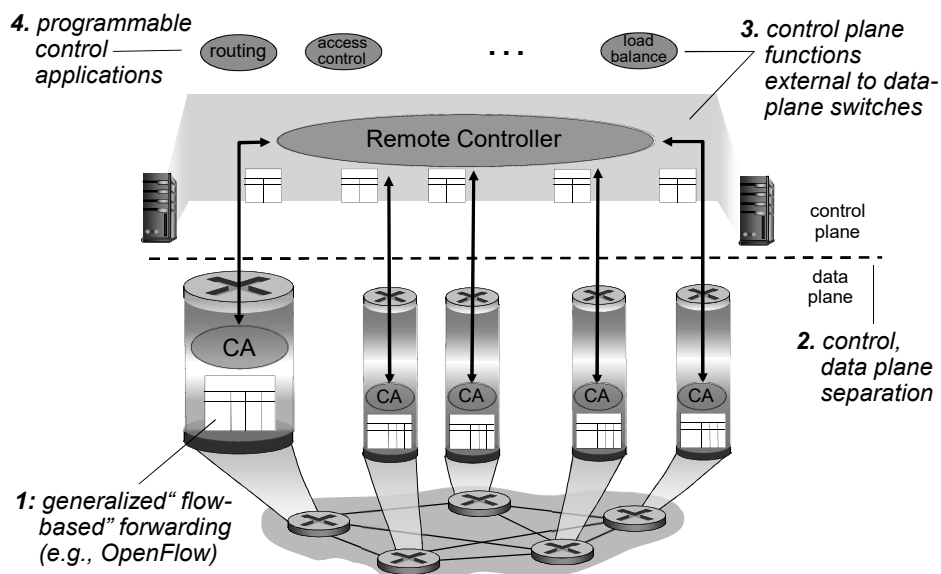 4. programmable
control
applications
routing
access
control
...
load
balance
3. control plane
functions
external to data-
plane switches
Remote Controller
control
plane
data
plane
2. control,
data plane
separation
CA
CA
CA
CA
CA
1: generalized“ flow-
based” forwarding
(e.g., OpenFlow)